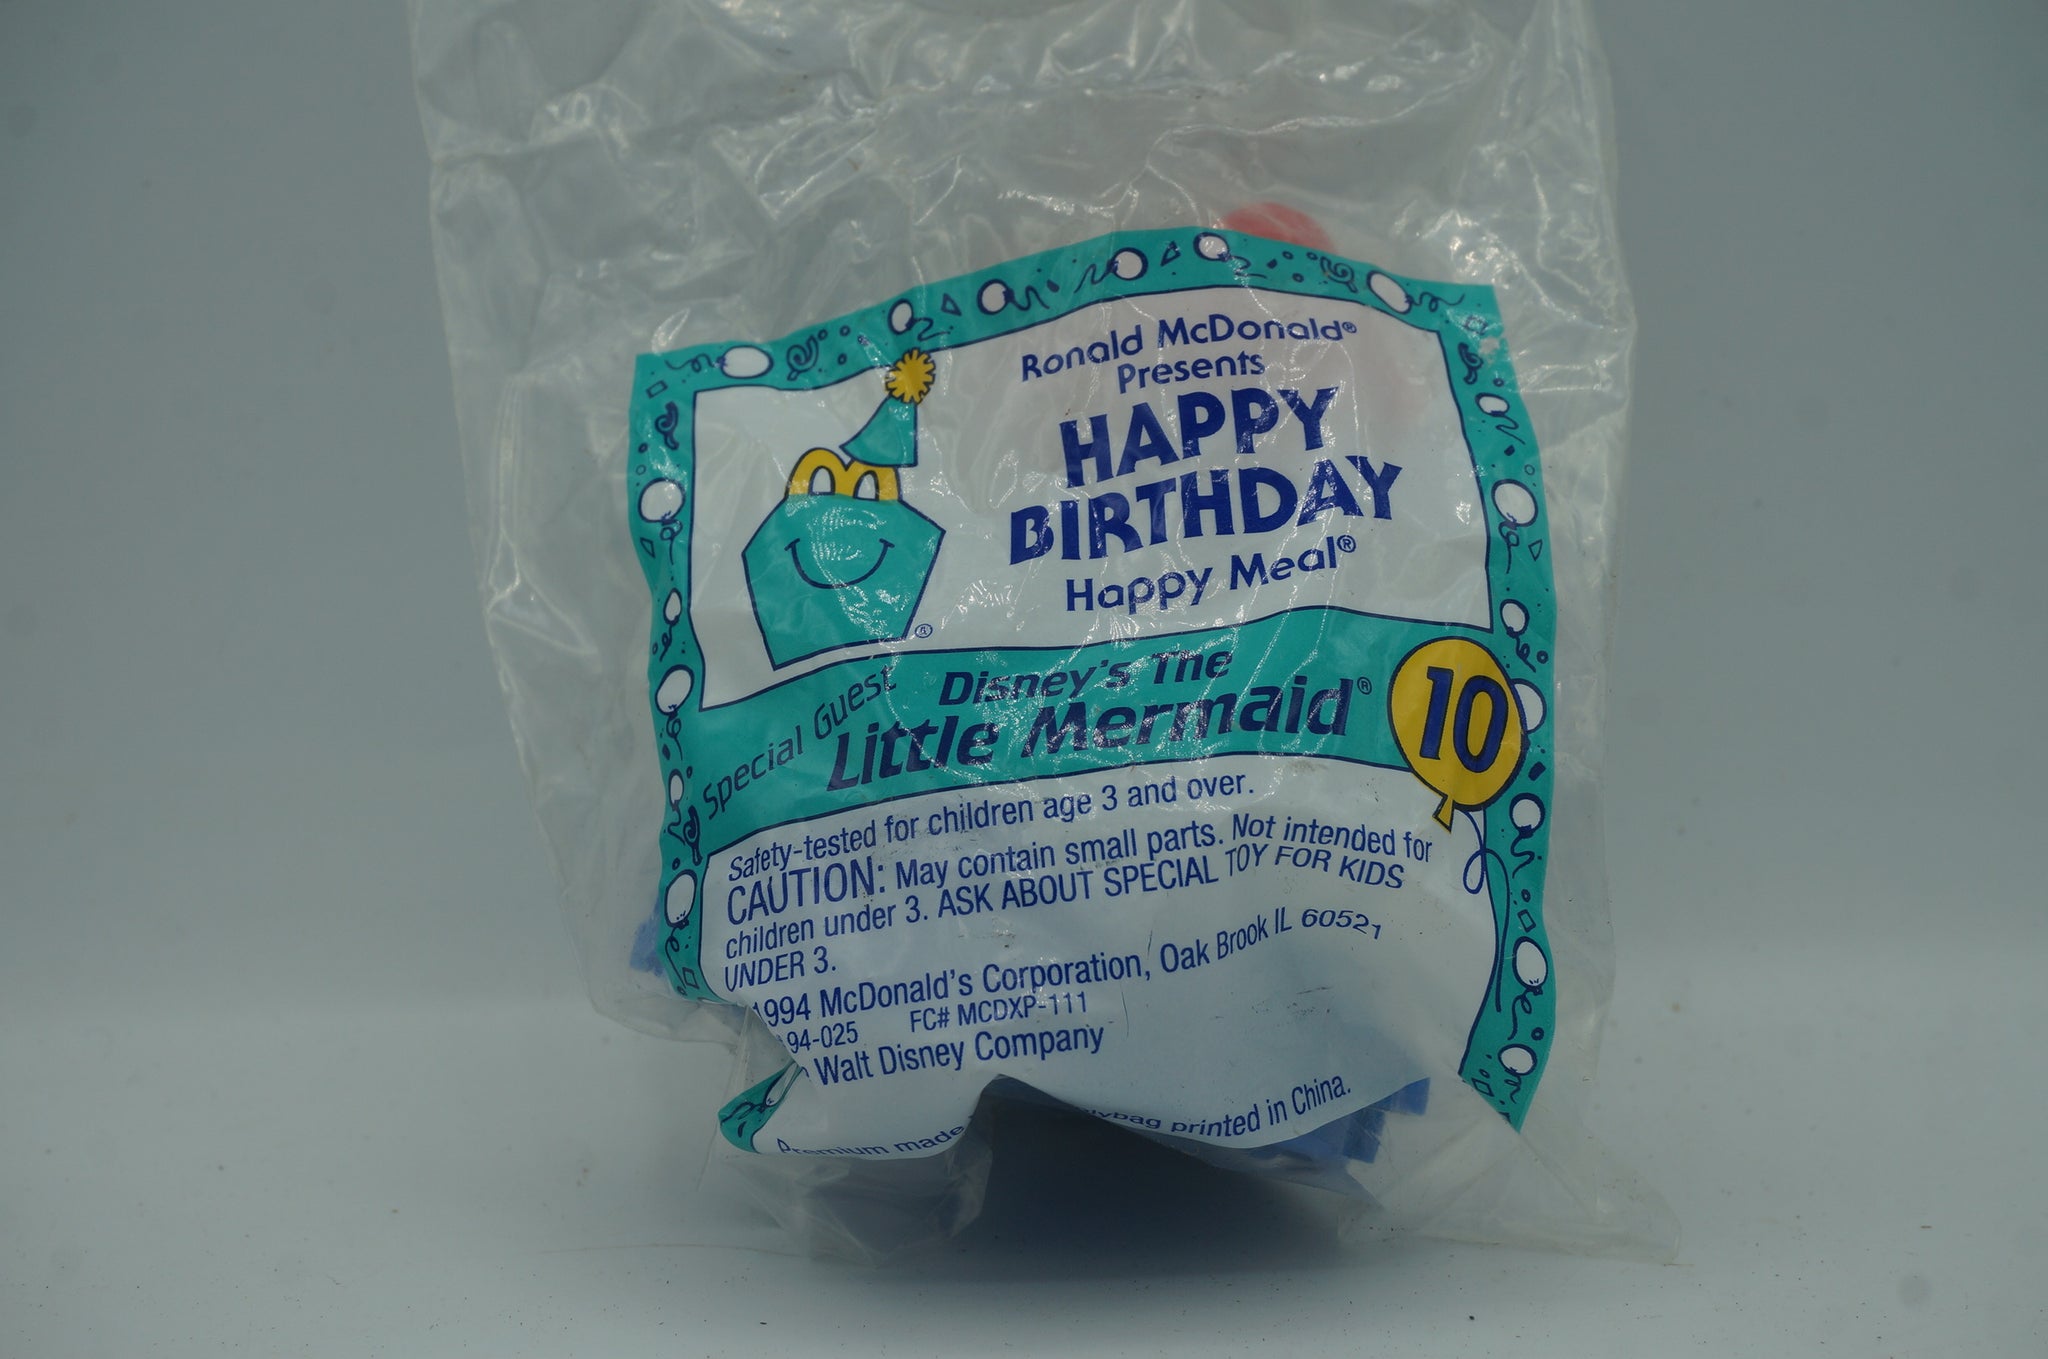 Ronald McDonald®
Presents
HAPPY
BIRTHDAY
Happy Meal®
®
Special Guest
Disney's The
Little Mermaid®
10
Safety-tested for children age 3 and over.
CAUTION: May contain small parts. Not intended for
children under 3. ASK ABOUT SPECIAL TOY FOR KIDS
UNDER 3.
1994 McDonald's Corporation, Oak Brook IL 60521
94-025 FC# MCDXP-111
Walt Disney Company
Premium made printed in China.